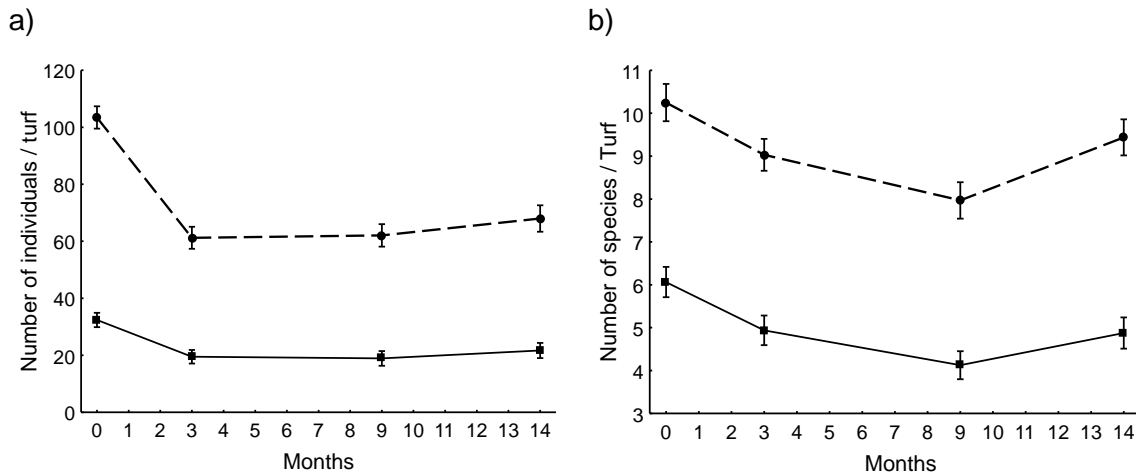 a)
Number of individuals / turf
120
100
80
60
40
20
0
0 1 2 3 4 5 6 7 8 9 10 11 12 13 14
Months
b)
Number of species / Turf
11
10
9
8
7
6
5
4
3
0 1 2 3 4 5 6 7 8 9 10 11 12 13 14
Months